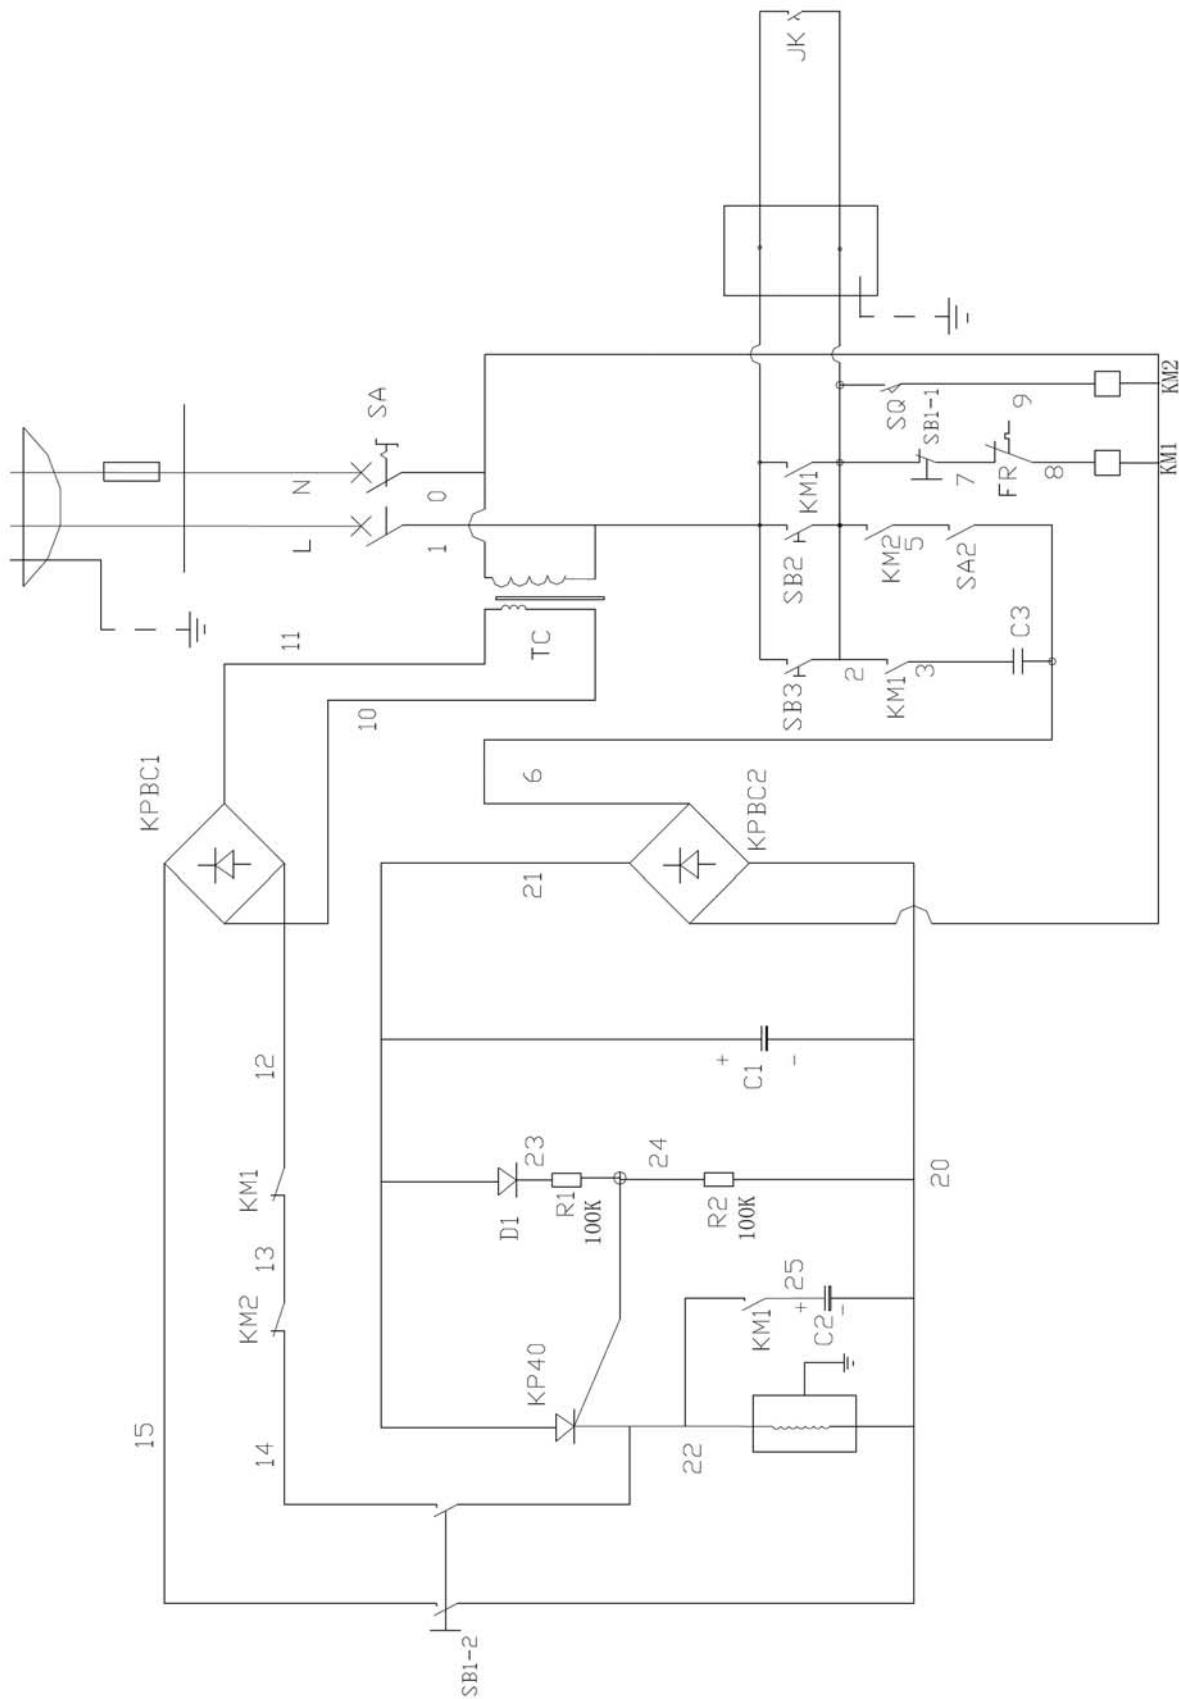 15
KPBC1
KM2
KM1
14
13
12
11
L
N
10
SA
1
0
SB1-2
D1
KP40
23
21
6
TC
R1
100K
24
22
R2
100K
+
C1
-
KPBC2
KM1
25
+
C2
-
SB3
SB2
KM1
JK
2
KM1
KM2
SQ
3
5
SB1-1
20
SA2
7
FR
C3
9
8
KM1
KM2